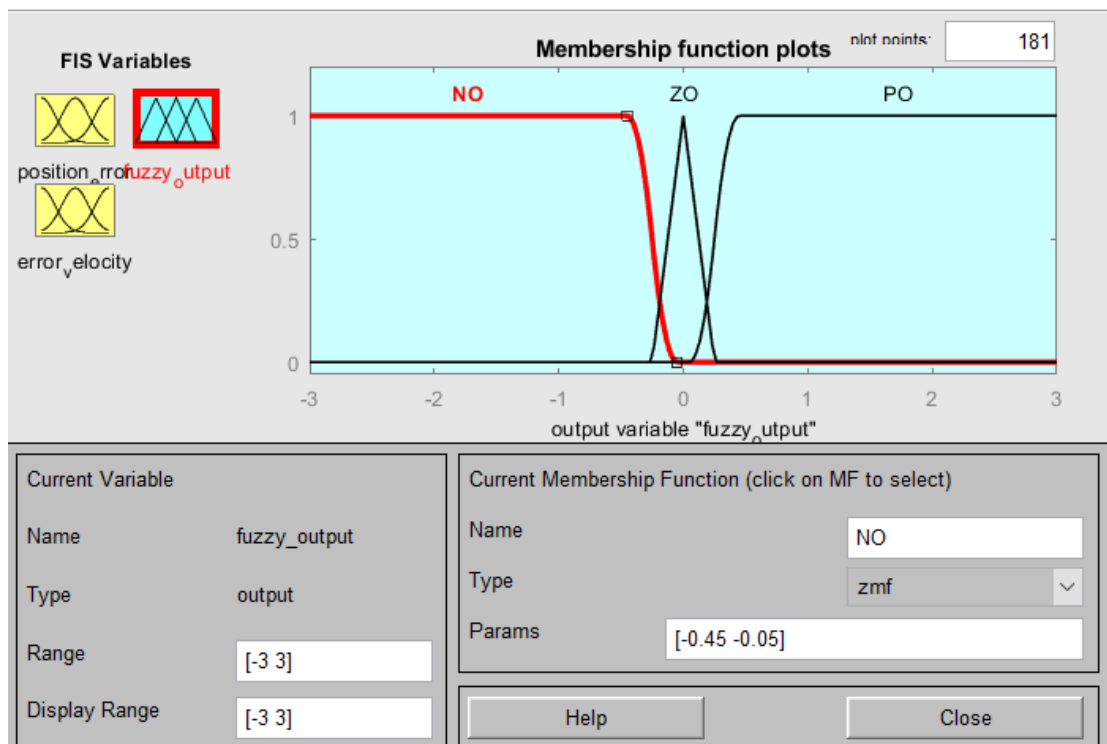 FIS Variables
Membership function plots
plot points:
181
NO
ZO
PO
position_error
fuzzy_output
error_velocity
1
0.5
0
-3
-2
-1
0
1
2
3
output variable "fuzzy_output"
Current Variable
Name
fuzzy_output
Type
output
Range
[-3 3]
Display Range
[-3 3]
Current Membership Function (click on MF to select)
Name
NO
Type
zmf
Params
[-0.45 -0.05]
Help
Close